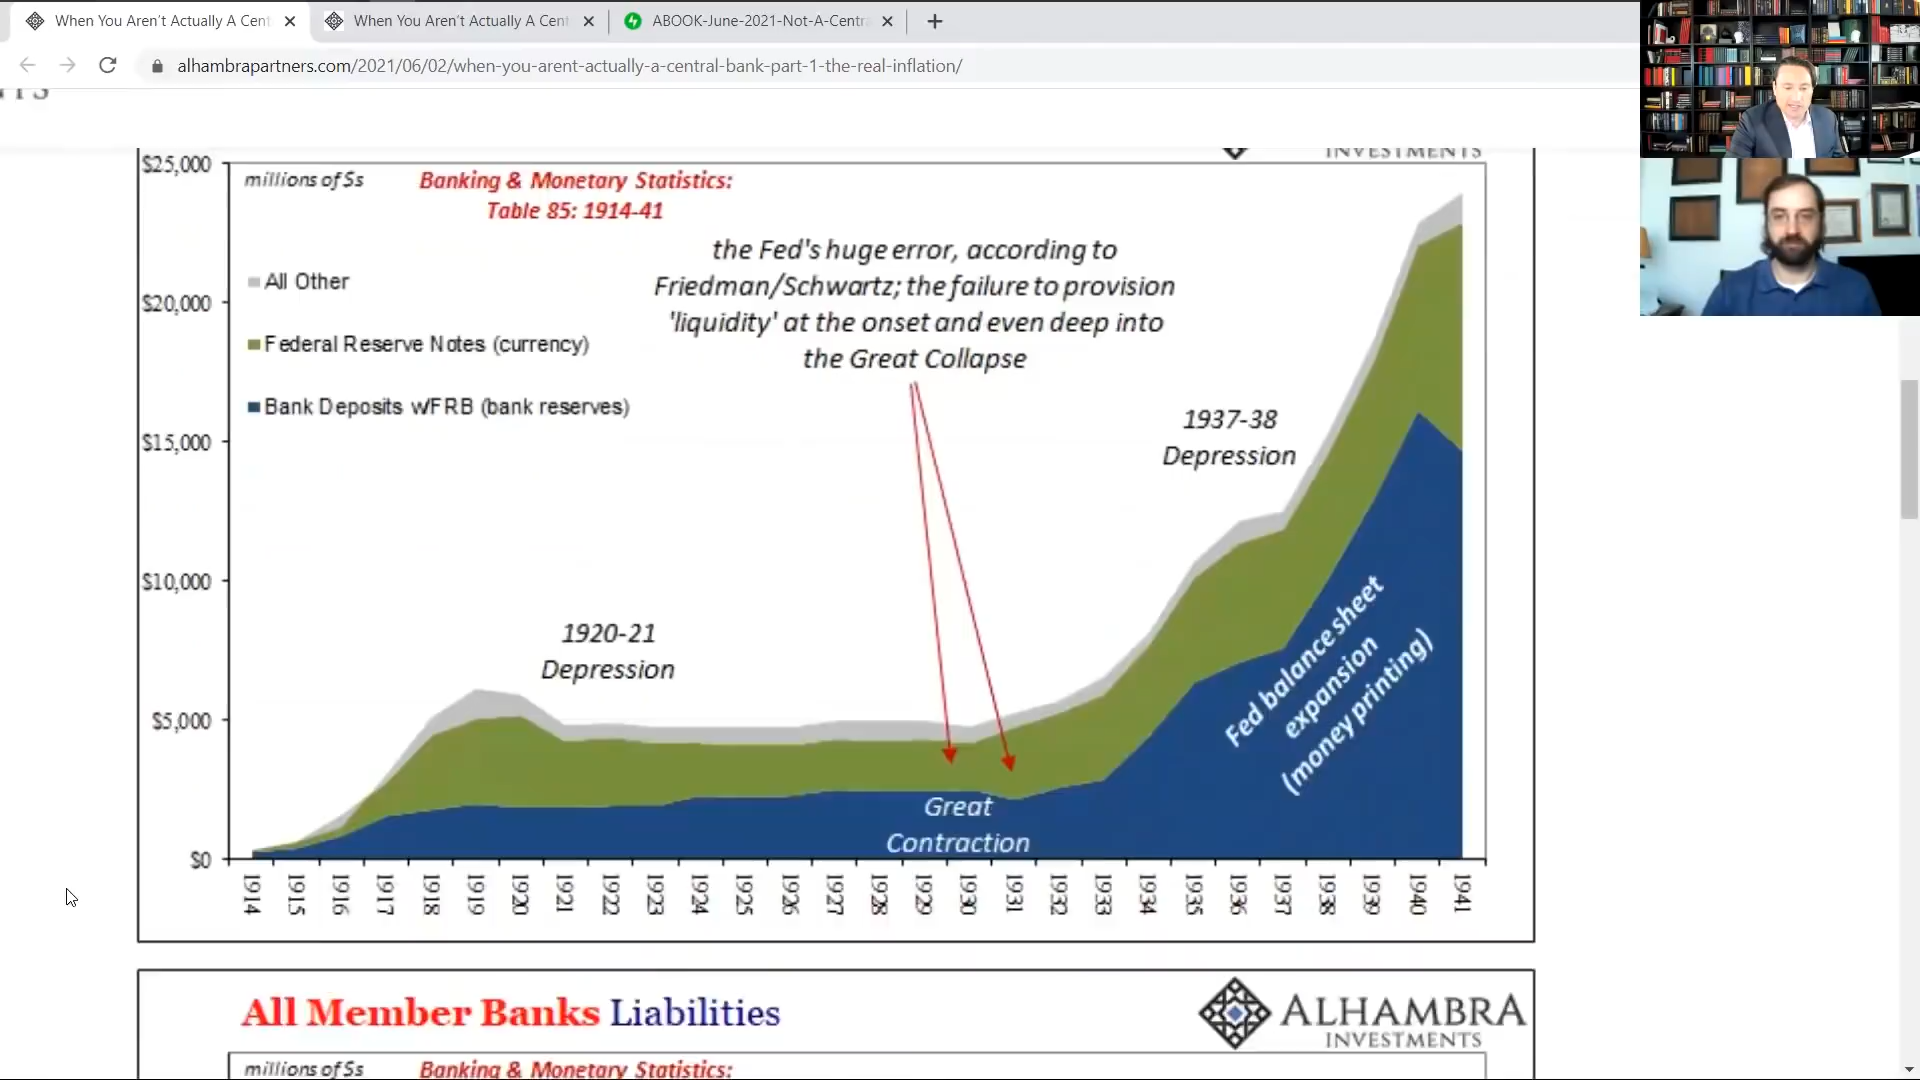 When You Aren't Actually A Cent
When You Aren't Actually A Cent
ABOOK-June-2021-Not-A-Centra
alhambrapartners.com/2021/06/02/when-you-arent-actually-a-central-bank-part-1-the-real-inflation/
INVESTMENTS
$25,000
$20,000
$15,000
$10,000
$5,000
$0
millions of $s
Banking & Monetary Statistics:
Table 85: 1914-41
the Fed's huge error, according to
Friedman/Schwartz; the failure to provision
'liquidity' at the onset and even deep into
the Great Collapse
All Other
Federal Reserve Notes (currency)
Bank Deposits w/FRB (bank reserves)
1937-38
Depression
1920-21
Depression
Fed balance sheet
expansion
(money printing)
Great
Contraction
1914 1915 1916 1917 1918 1919 1920 1921 1922 1923 1924 1925 1926 1927 1928 1929 1930 1931 1932 1933 1934 1935 1936 1937 1938 1939 1940 1941
All Member Banks Liabilities
ALHAMBRA
INVESTMENTS
millions of $s
Banking & Monetary Statistics: